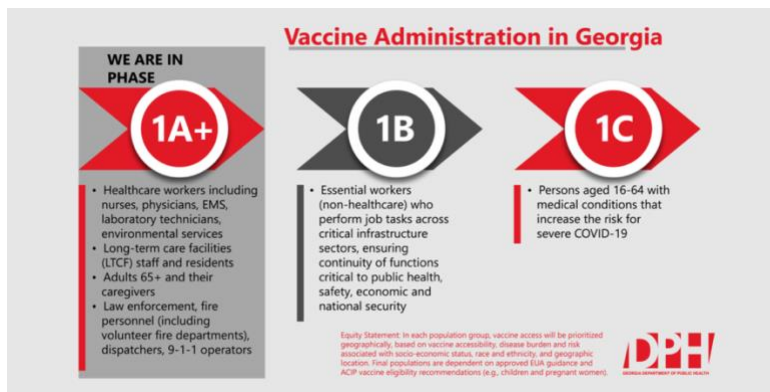 Vaccine Administration in Georgia
WE ARE IN
PHASE
1A+
• Healthcare workers including
nurses, physicians, EMS,
laboratory technicians,
environmental services
• Long-term care facilities
(LTCF) staff and residents
• Adults 65+ and their
caregivers
• Law enforcement, fire
personnel (including
volunteer fire departments),
dispatchers, 9-1-1 operators
1B
• Essential workers
(non-healthcare) who
perform job tasks across
critical infrastructure
sectors, ensuring
continuity of functions
critical to public health,
safety, economic and
national security
1C
• Persons aged 16-64 with
medical conditions that
increase the risk for
severe COVID-19
Equity Statement: In each population group, vaccine access will be prioritized
geographically, based on vaccine accessibility, disease burden and risk
associated with socio-economic status, race and ethnicity, and geographic
location. Final populations are dependent on approved EUA guidance and
ACIP vaccine eligibility recommendations (e.g., children and pregnant women).
DPH
GEORGIA DEPARTMENT OF PUBLIC HEALTH